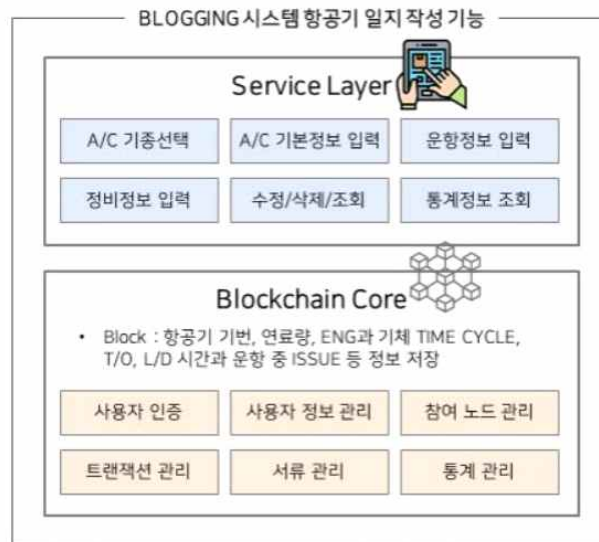 BLOGGING 시스템 항공기 일지 작성 기능
Service Layer
A/C 기종선택
A/C 기본정보 입력
운항정보 입력
정비정보 입력
수정/삭제/조회
통계정보 조회
Blockchain Core
• Block : 항공기 기번, 연료량, ENG과 기체 TIME CYCLE,
T/O, L/D 시간과 운항 중 ISSUE 등 정보 저장
사용자 인증
사용자 정보 관리
참여 노드 관리
트랜잭션 관리
서류 관리
통계 관리